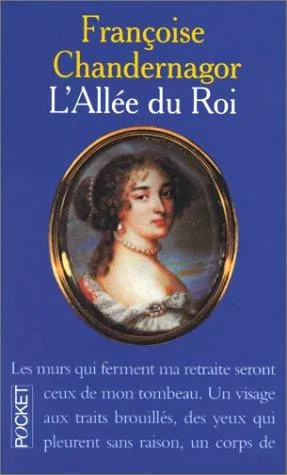 Françoise
Chandernagor
L'Allée du Roi
Les murs qui ferment ma retraite seront
ceux de mon tombeau. Un visage
aux traits brouillés, des yeux qui
pleurent sans raison, un corps de
POCKET